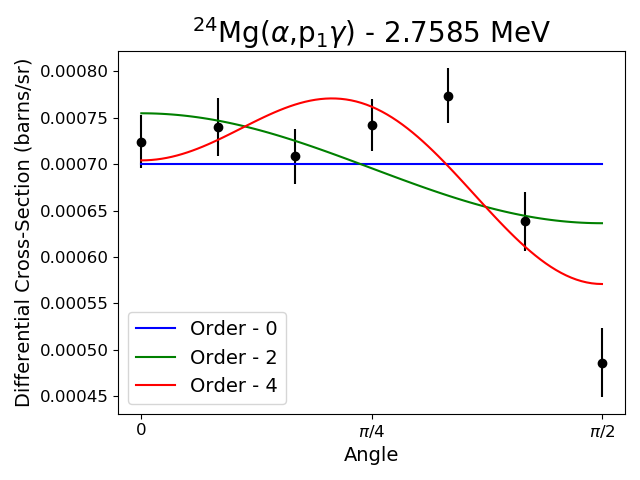 ²⁴Mg(α,p₁γ) - 2.7585 MeV
Differential Cross-Section (barns/sr)
0.00080
0.00075
0.00070
0.00065
0.00060
0.00055
0.00050
0.00045
Order - 0
Order - 2
Order - 4
0
π/4
π/2
Angle